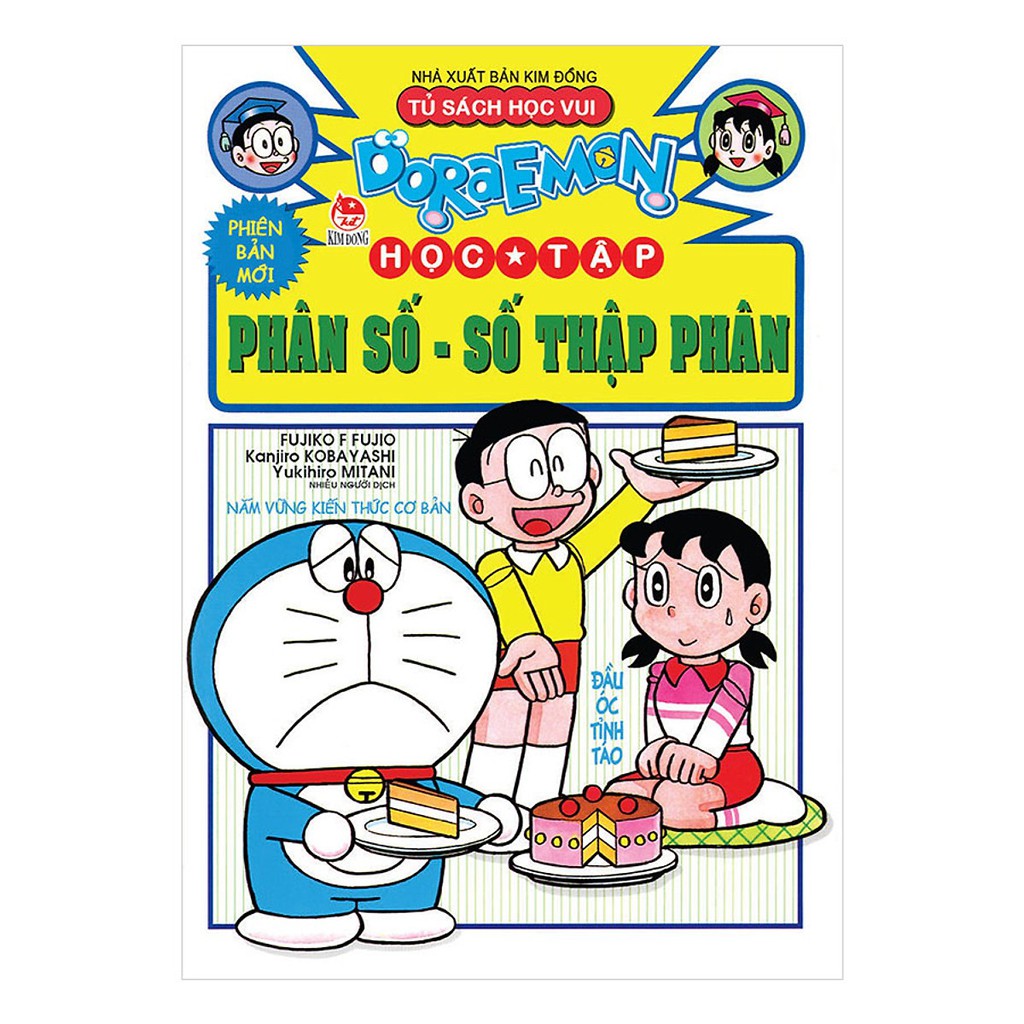 NHÀ XUẤT BẢN KIM ĐỒNG
TỦ SÁCH HỌC VUI
DORAEMON
KIM ĐỒNG
PHIÊN
BẢN
MỚI
HỌC★TẬP
PHÂN SỐ - SỐ THẬP PHÂN
FUJIKO F FUJIO
Kanjiro KOBAYASHI
Yukihiro MITANI
NHIỀU NGƯỜI DỊCH
NẮM VỮNG KIẾN THỨC CƠ BẢN
ĐẦU
ÓC
TỈNH
TÁO